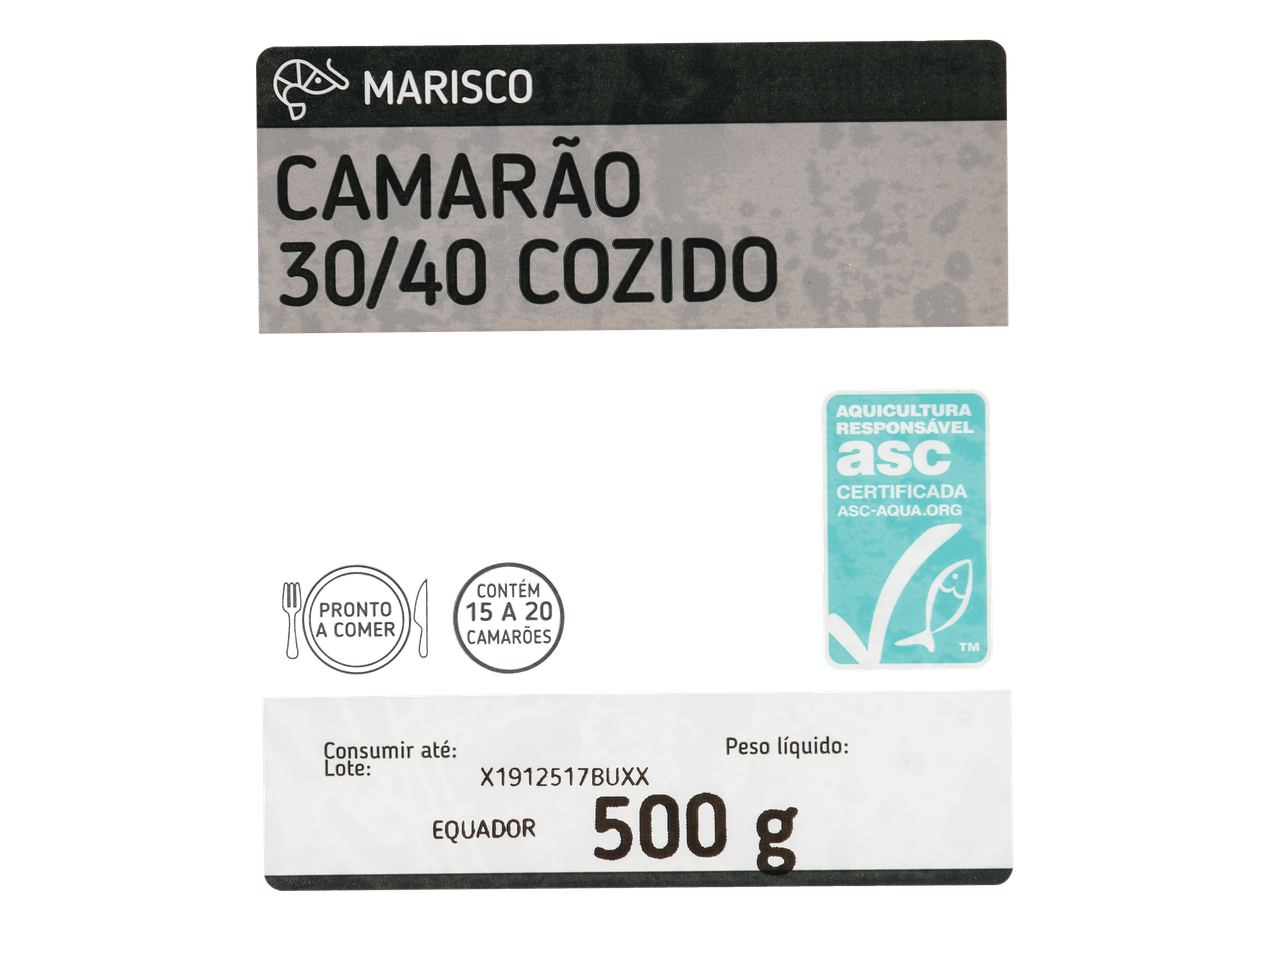 MARISCO
CAMARÃO
30/40 COZIDO
AQUICULTURA
RESPONSÁVEL
asc
CERTIFICADA
ASC-AQUA.ORG
TM
PRONTO
A COMER
CONTÉM
15 A 20
CAMARÕES
Consumir até:
Peso líquido:
Lote:
X1912517BUXX
EQUADOR
500 g